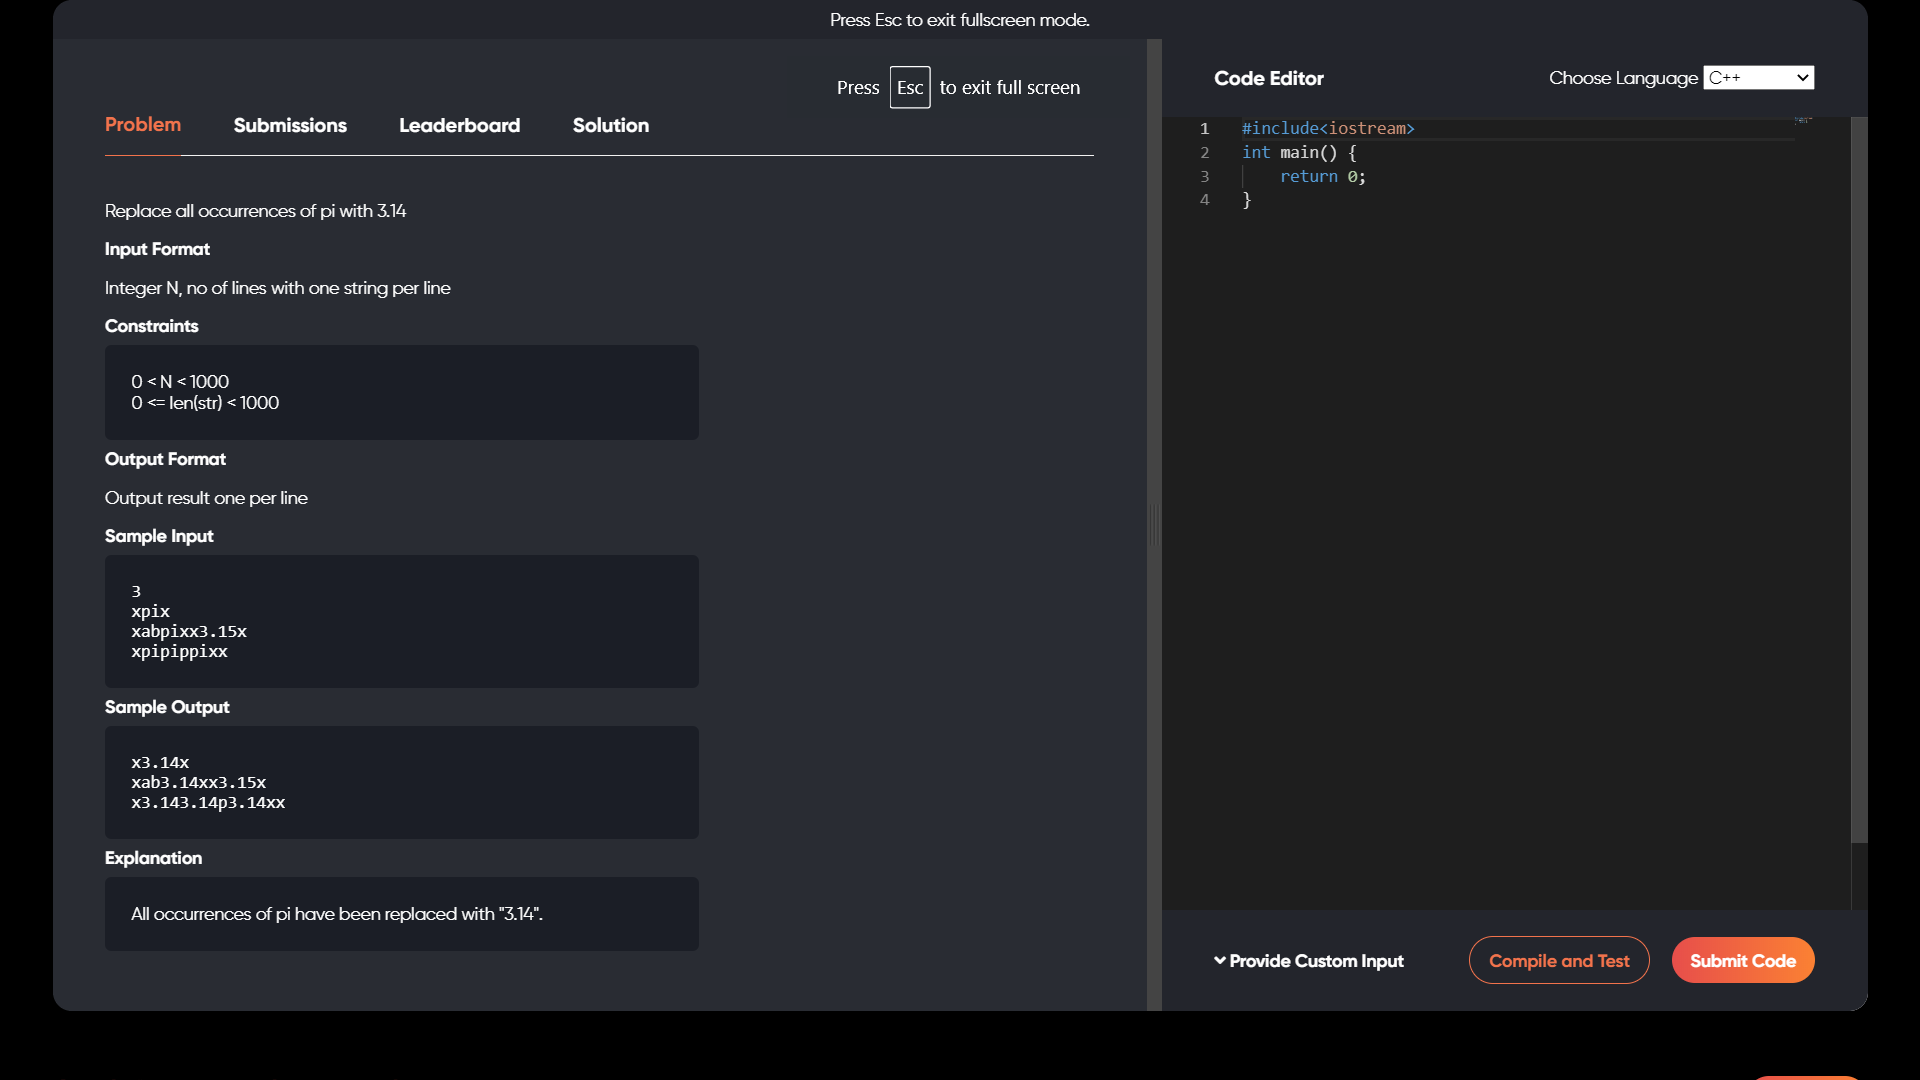 Press Esc to exit fullscreen mode.
Press Esc to exit full screen
Problem Submissions Leaderboard Solution
Replace all occurrences of pi with 3.14
Input Format
Integer N, no of lines with one string per line
Constraints
0 < N < 1000
0 <= len(str) < 1000
Output Format
Output result one per line
Sample Input
3
xpix
xabpixx3.15x
xpipippixx
Sample Output
x3.14x
xab3.14xx3.15x
x3.143.14p3.14xx
Explanation
All occurrences of pi have been replaced with "3.14".
Code Editor
Choose Language C++
1 #include<iostream>
2 int main() {
3     return 0;
4 }
Provide Custom Input
Compile and Test
Submit Code